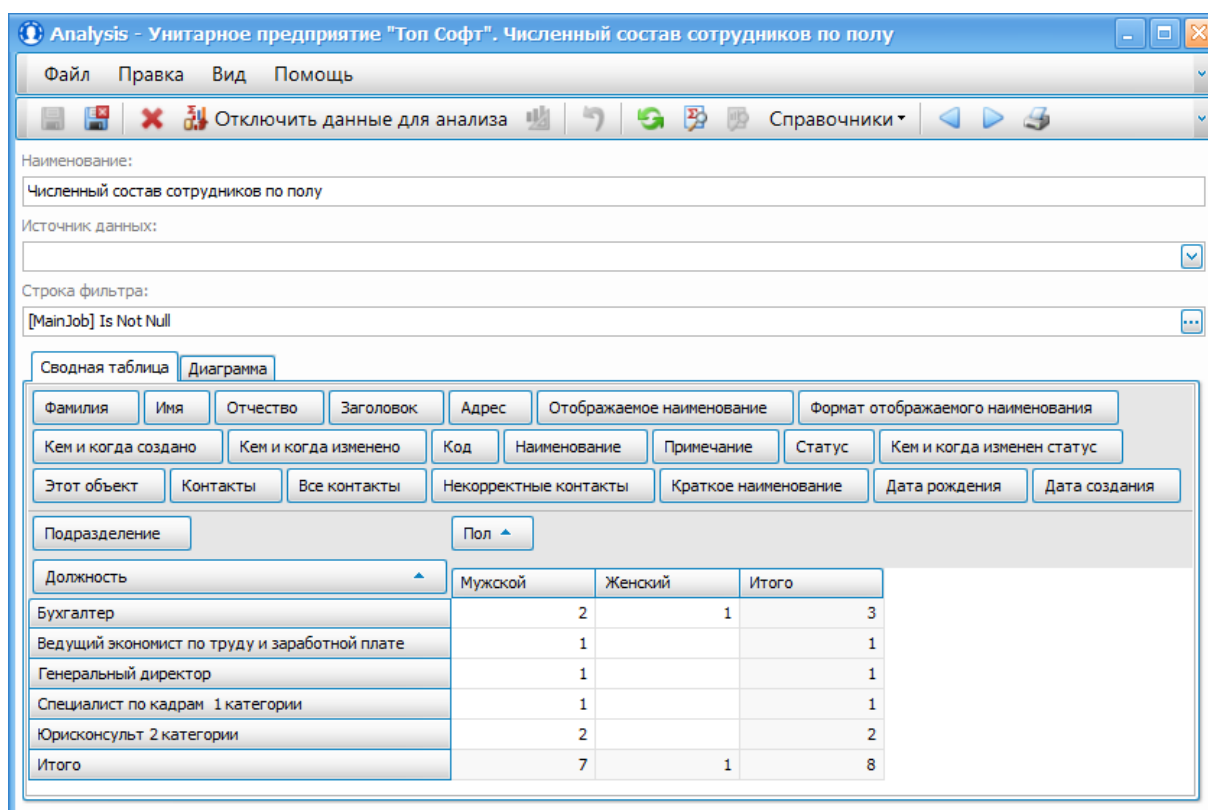 Analysis - Унитарное предприятие "Топ Софт". Численный состав сотрудников по полу
Файл Правка Вид Помощь
Отключить данные для анализа Справочники
Наименование:
Численный состав сотрудников по полу
Источник данных:
Строка фильтра:
[MainJob] Is Not Null
Сводная таблица Диаграмма
Фамилия Имя Отчество Заголовок Адрес Отображаемое наименование Формат отображаемого наименования
Кем и когда создано Кем и когда изменено Код Наименование Примечание Статус Кем и когда изменен статус
Этот объект Контакты Все контакты Некорректные контакты Краткое наименование Дата рождения Дата создания
Подразделение Пол
Должность Мужской Женский Итого
Бухгалтер 2 1 3
Ведущий экономист по труду и заработной плате 1 1
Генеральный директор 1 1
Специалист по кадрам 1 категории 1 1
Юрисконсульт 2 категории 2 2
Итого 7 1 8